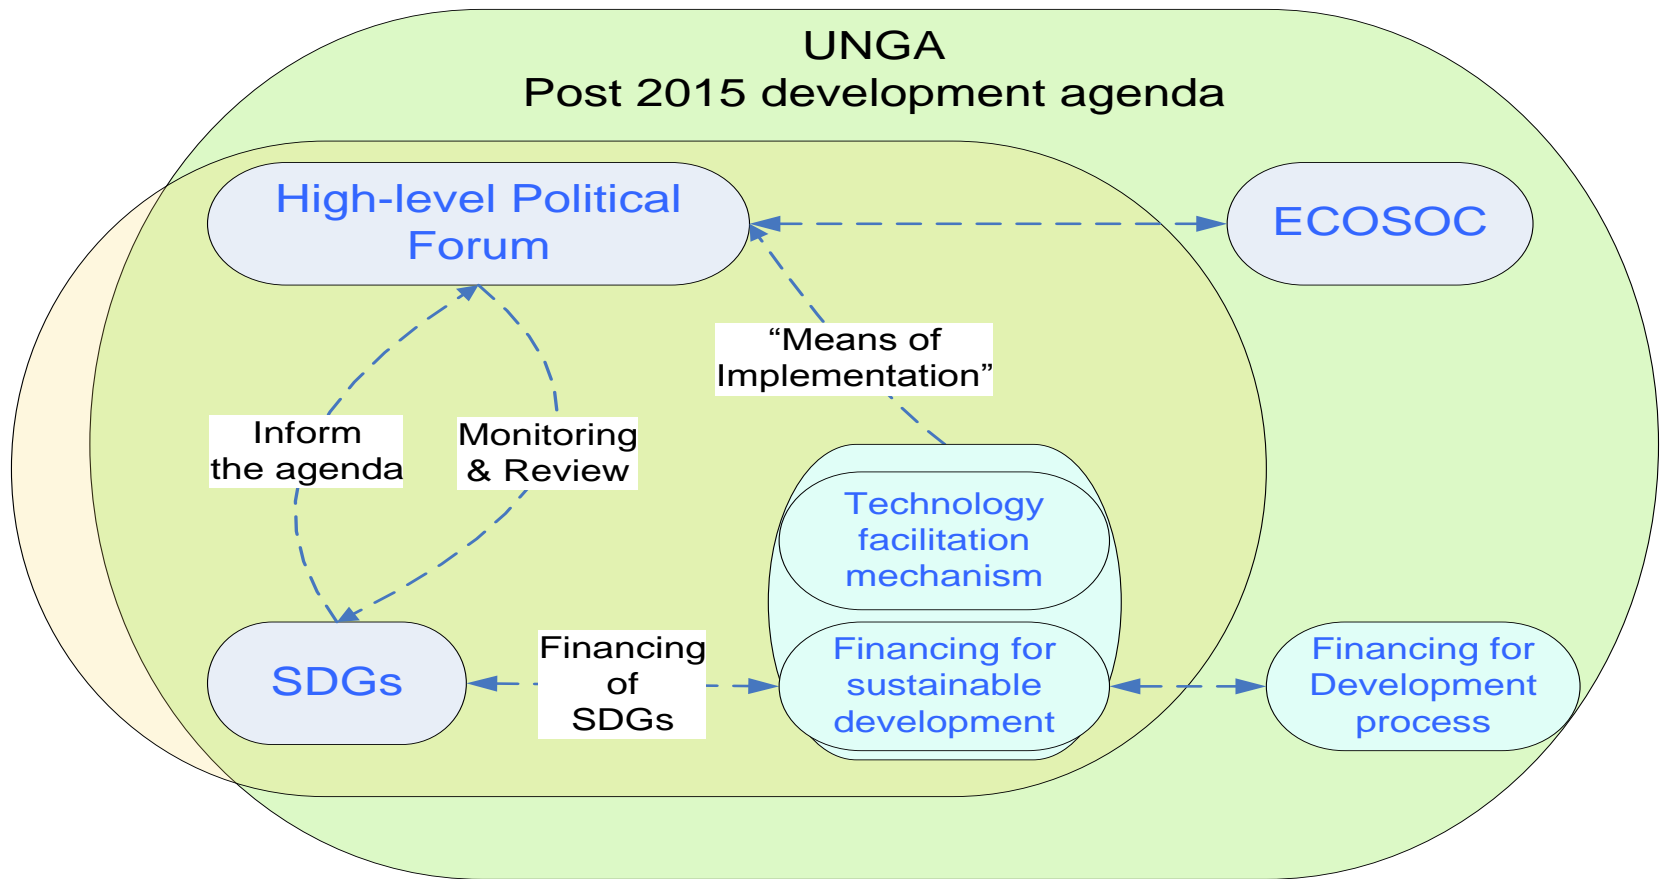 UNGA
Post 2015 development agenda
High-level Political
Forum
ECOSOC
“Means of
Implementation”
Inform
the agenda
Monitoring
& Review
Technology
facilitation
mechanism
SDGs
Financing
of
SDGs
Financing for
sustainable
development
Financing for
Development
process